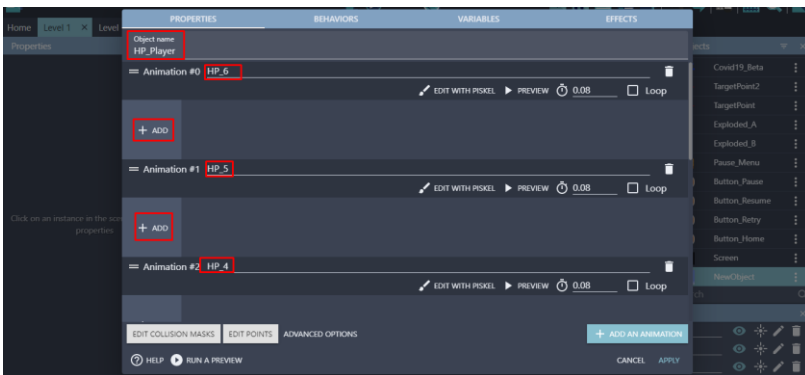 PROPERTIES BEHAVIORS VARIABLES EFFECTS
Home Level 1 × Level
Properties
Object name
HP_Player
Animation #0 HP_6
EDIT WITH PISKEL PREVIEW 0.08 Loop
+ ADD
Animation #1 HP_5
EDIT WITH PISKEL PREVIEW 0.08 Loop
+ ADD
Animation #2 HP_4
EDIT WITH PISKEL PREVIEW 0.08 Loop
EDIT COLLISION MASKS EDIT POINTS ADVANCED OPTIONS + ADD AN ANIMATION
HELP RUN A PREVIEW CANCEL APPLY
Click on an instance in the sce
properties
ects
Covid19_Beta
TargetPoint2
TargetPoint
Exploded_A
Exploded_B
Pause_Menu
Button_Pause
Button_Resume
Button_Retry
Button_Home
Screen
NewObject
ch